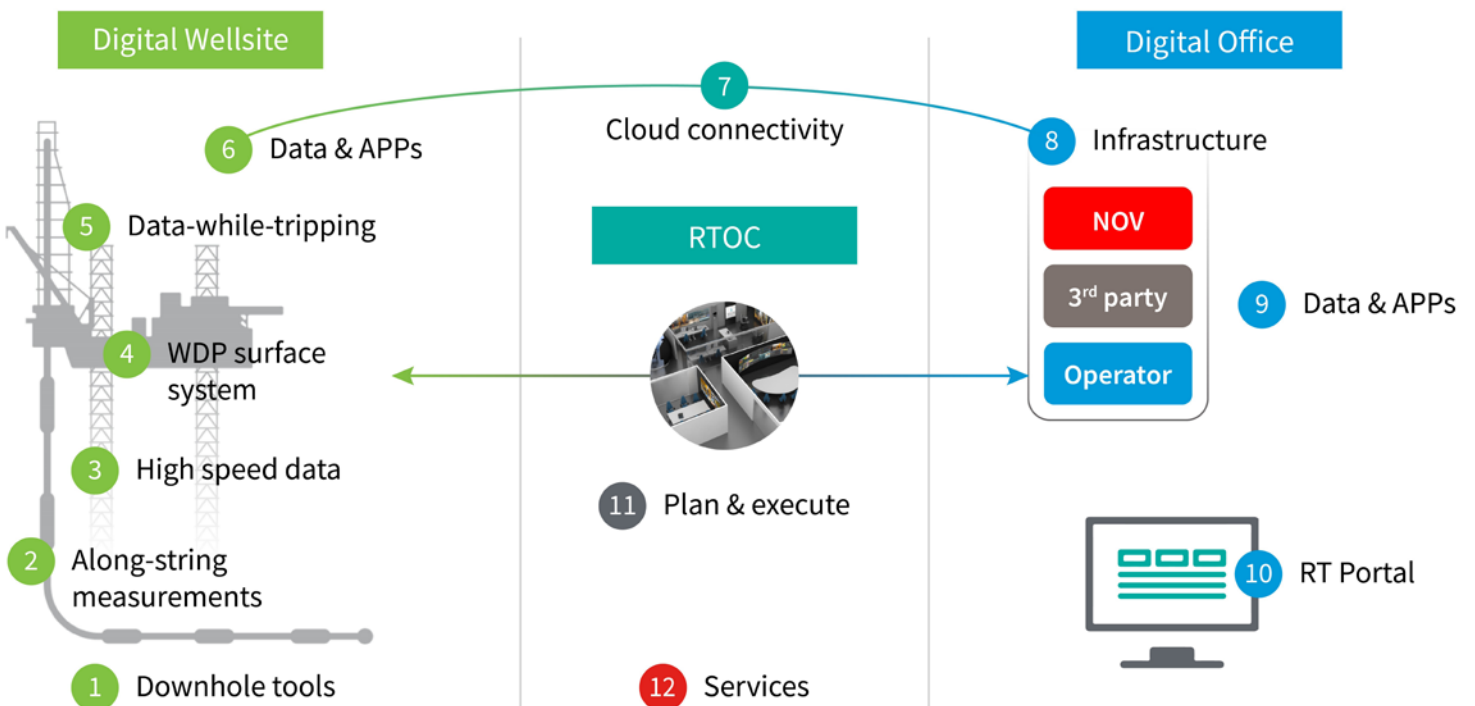 Digital Wellsite
6 Data & APPs
5 Data-while-tripping
4 WDP surface
system
3 High speed data
2 Along-string
measurements
1 Downhole tools
7
Cloud connectivity
RTOC
11 Plan & execute
12 Services
Digital Office
8 Infrastructure
NOV
3rd party
Operator
9 Data & APPs
10 RT Portal